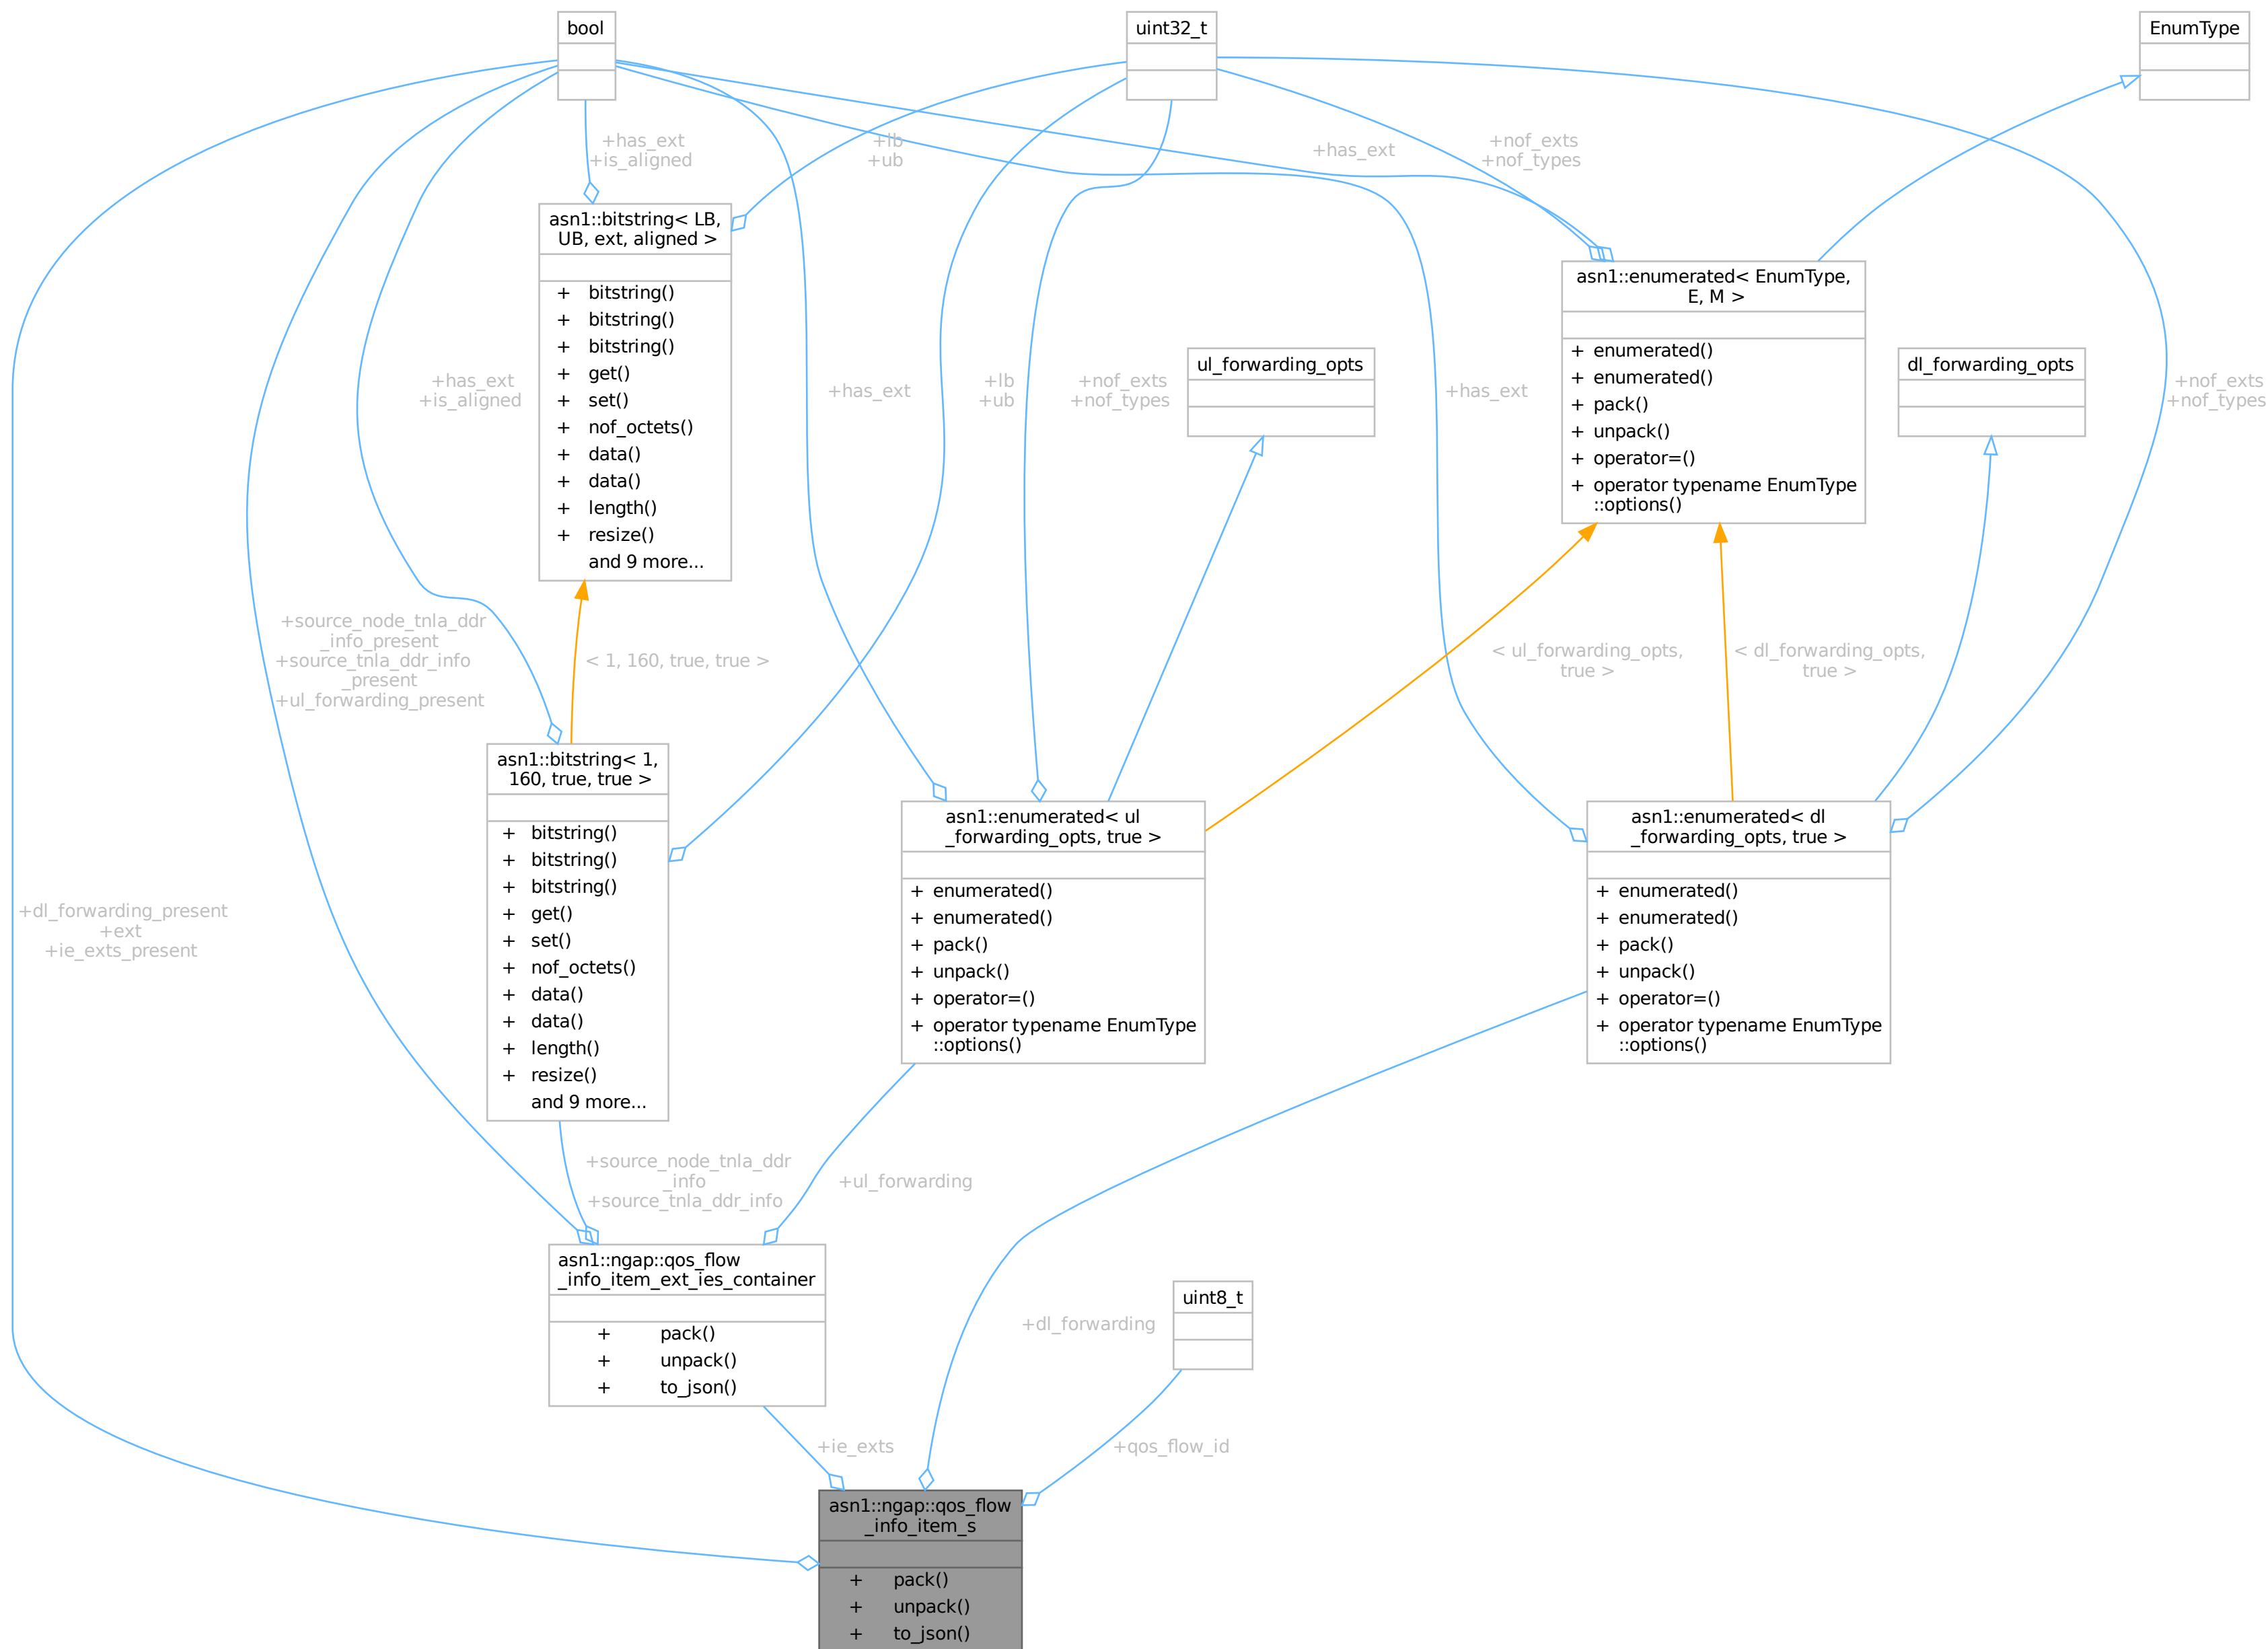 bool
uint32_t
EnumType
+has_ext
+is_aligned
+lb
+ub
+has_ext
+nof_exts
+nof_types
asn1::bitstring< LB,
UB, ext, aligned >
+ bitstring()
+ bitstring()
+ bitstring()
+ get()
+ set()
+ nof_octets()
+ data()
+ data()
+ length()
+ resize()
and 9 more...
asn1::enumerated< EnumType,
E, M >
+ enumerated()
+ enumerated()
+ pack()
+ unpack()
+ operator=()
+ operator typename EnumType
::options()
ul_forwarding_opts
dl_forwarding_opts
+has_ext
+is_aligned
+has_ext
+lb
+ub
+nof_exts
+nof_types
+has_ext
+nof_exts
+nof_types
+source_node_tnla_ddr
_info_present
+source_tnla_ddr_info
_present
+ul_forwarding_present
< 1, 160, true, true >
< ul_forwarding_opts,
true >
< dl_forwarding_opts,
true >
asn1::bitstring< 1,
160, true, true >
+ bitstring()
+ bitstring()
+ bitstring()
+ get()
+ set()
+ nof_octets()
+ data()
+ data()
+ length()
+ resize()
and 9 more...
asn1::enumerated< ul
_forwarding_opts, true >
+ enumerated()
+ enumerated()
+ pack()
+ unpack()
+ operator=()
+ operator typename EnumType
::options()
asn1::enumerated< dl
_forwarding_opts, true >
+ enumerated()
+ enumerated()
+ pack()
+ unpack()
+ operator=()
+ operator typename EnumType
::options()
+dl_forwarding_present
+ext
+ie_exts_present
+source_node_tnla_ddr
_info
+source_tnla_ddr_info
+ul_forwarding
asn1::ngap::qos_flow
_info_item_ext_ies_container
+ pack()
+ unpack()
+ to_json()
+dl_forwarding
uint8_t
+ie_exts
+qos_flow_id
asn1::ngap::qos_flow
_info_item_s
+ pack()
+ unpack()
+ to_json()